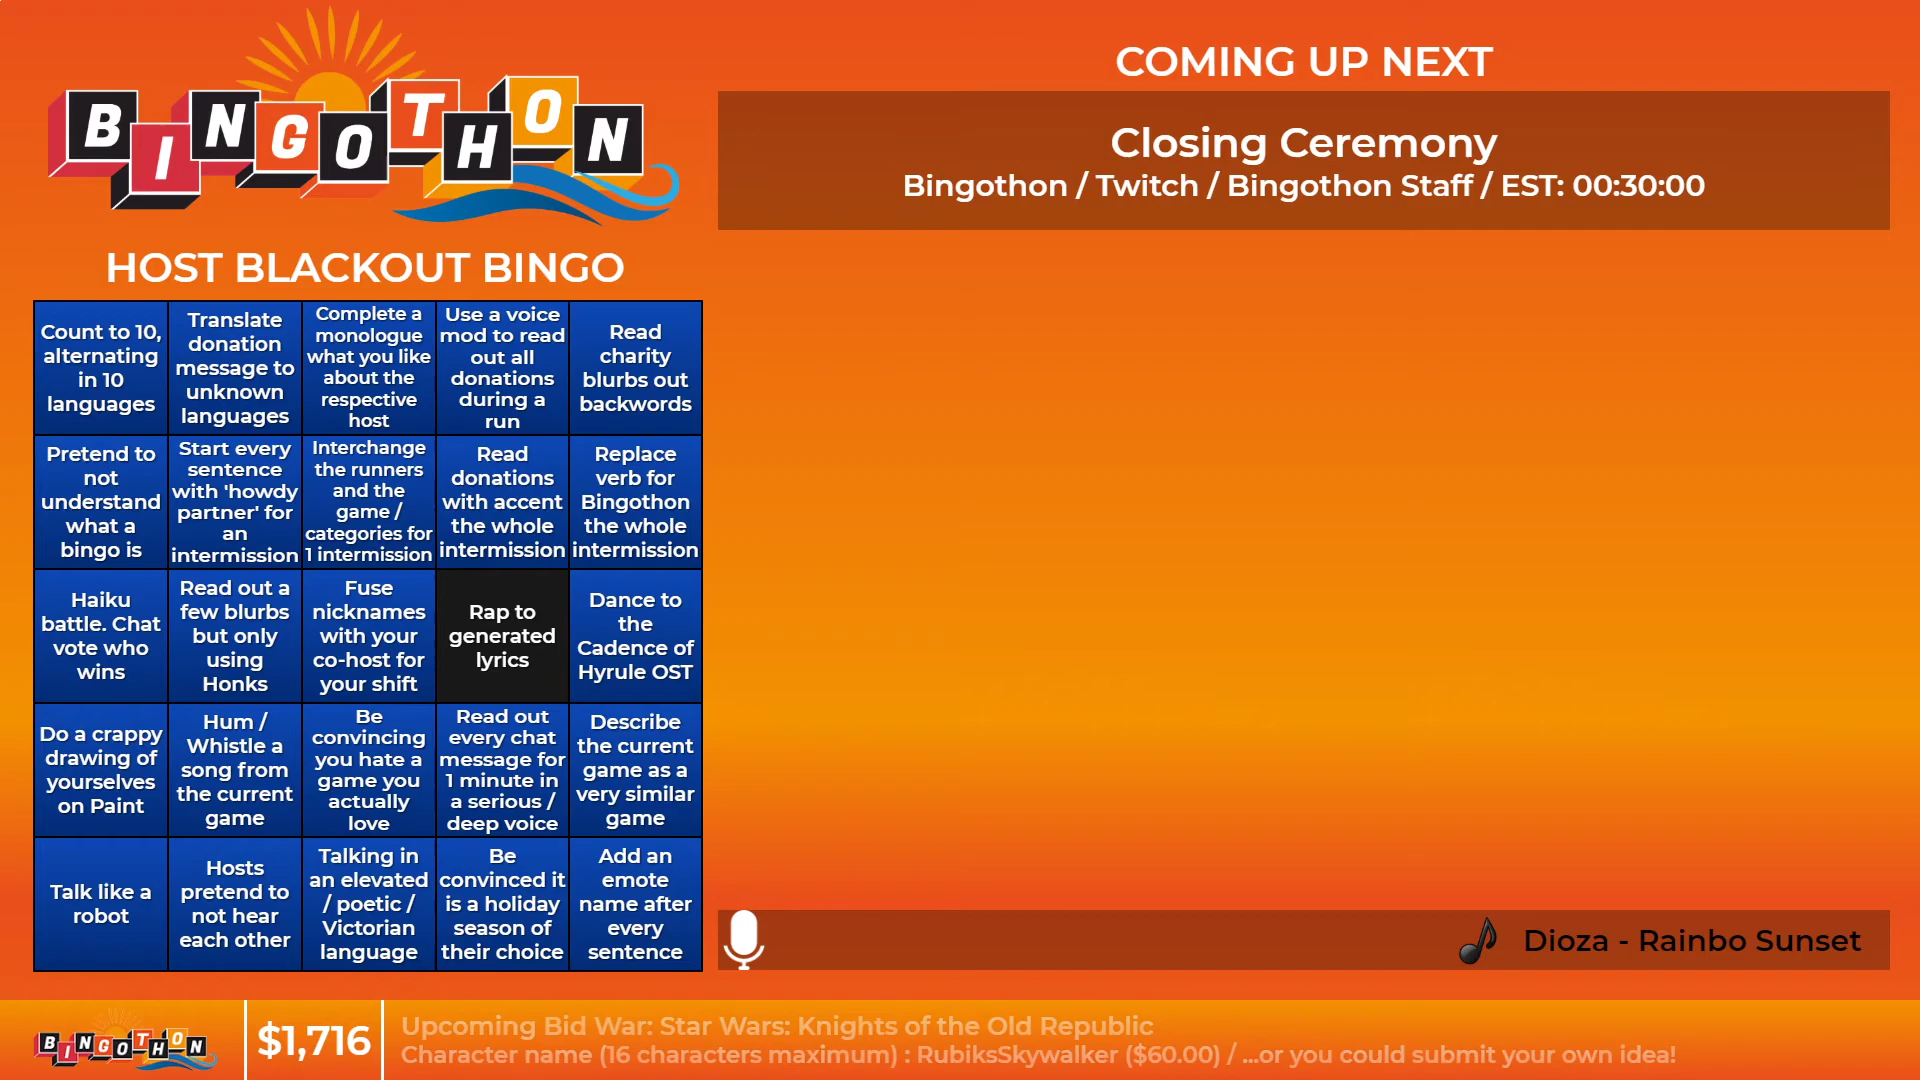 BINGOTHON
COMING UP NEXT
Closing Ceremony
Bingothon / Twitch / Bingothon Staff / EST: 00:30:00
HOST BLACKOUT BINGO
Count to 10,
alternating
in 10
languages
Translate
donation
message to
unknown
languages
Complete a
monologue
what you like
about the
respective
host
Use a voice
mod to read
out all
donations
during a
run
Read
charity
blurbs out
backwords
Pretend to
not
understand
what a
bingo is
Start every
sentence
with 'howdy
partner' for
an
intermission
Interchange
the runners
and the
game /
categories for
1 intermission
Read
donations
with accent
the whole
intermission
Replace
verb for
Bingothon
the whole
intermission
Haiku
battle. Chat
vote who
wins
Read out a
few blurbs
but only
using
Honks
Fuse
nicknames
with your
co-host for
your shift
Rap to
generated
lyrics
Dance to
the
Cadence of
Hyrule OST
Do a crappy
drawing of
yourselves
on Paint
Hum /
Whistle a
song from
the current
game
Be
convincing
you hate a
game you
actually
love
Read out
every chat
message for
1 minute in
a serious /
deep voice
Describe
the current
game as a
very similar
game
Talk like a
robot
Hosts
pretend to
not hear
each other
Talking in
an elevated
/ poetic /
Victorian
language
Be
convinced it
is a holiday
season of
their choice
Add an
emote
name after
every
sentence
Dioza - Rainbo Sunset
BINGOTHON
$1,716
Upcoming Bid War: Star Wars: Knights of the Old Republic
Character name (16 characters maximum) : RubiksSkywalker ($60.00) / ...or you could submit your own idea!